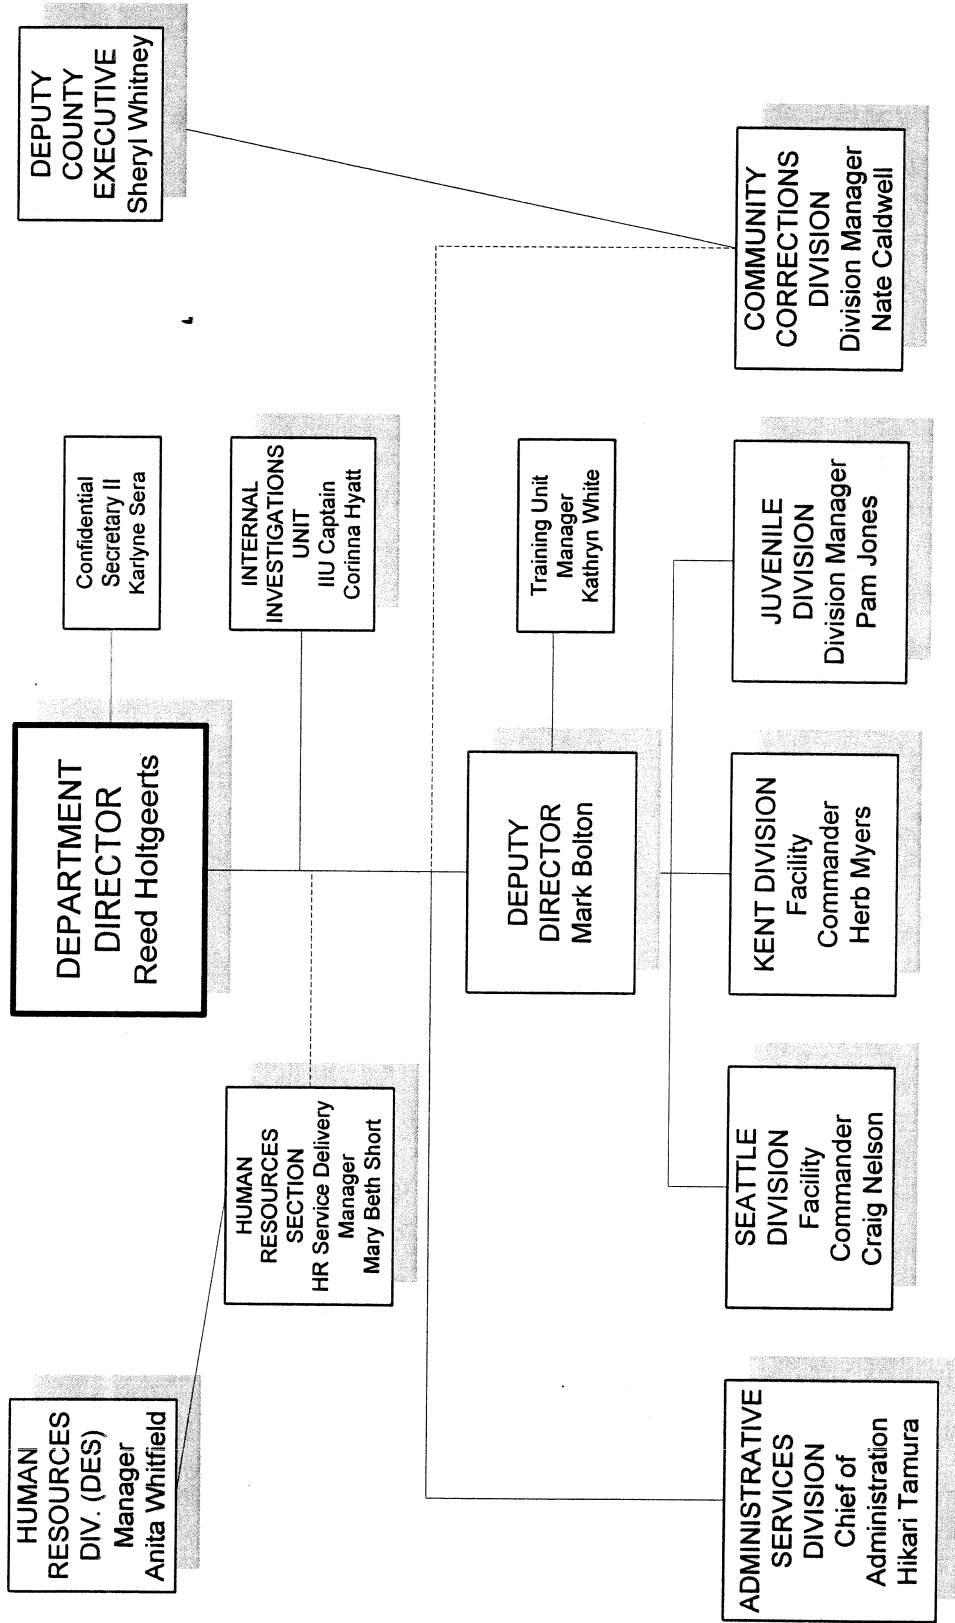 HUMAN
RESOURCES
DIV. (DES)
Manager
Anita Whitfield
DEPARTMENT
DIRECTOR
Reed Holtgeerts
Confidential
Secretary II
Karlyne Sera
DEPUTY
COUNTY
EXECUTIVE
Sheryl Whitney
HUMAN
RESOURCES
SECTION
HR Service Delivery
Manager
Mary Beth Short
INTERNAL
INVESTIGATIONS
UNIT
IIU Captain
Corinna Hyatt
DEPUTY
DIRECTOR
Mark Bolton
Training Unit
Manager
Kathryn White
ADMINISTRATIVE
SERVICES
DIVISION
Chief of
Administration
Hikari Tamura
SEATTLE
DIVISION
Facility
Commander
Craig Nelson
KENT DIVISION
Facility
Commander
Herb Myers
JUVENILE
DIVISION
Division Manager
Pam Jones
COMMUNITY
CORRECTIONS
DIVISION
Division Manager
Nate Caldwell